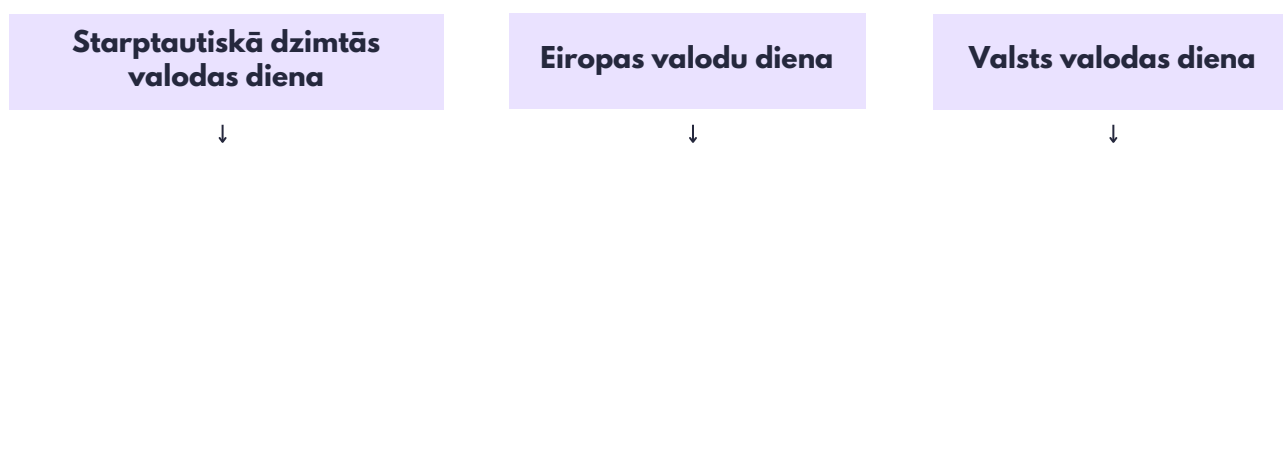 Starptautiskā dzimtās
valodas diena
Eiropas valodu diena
Valsts valodas diena
↓ ↓ ↓